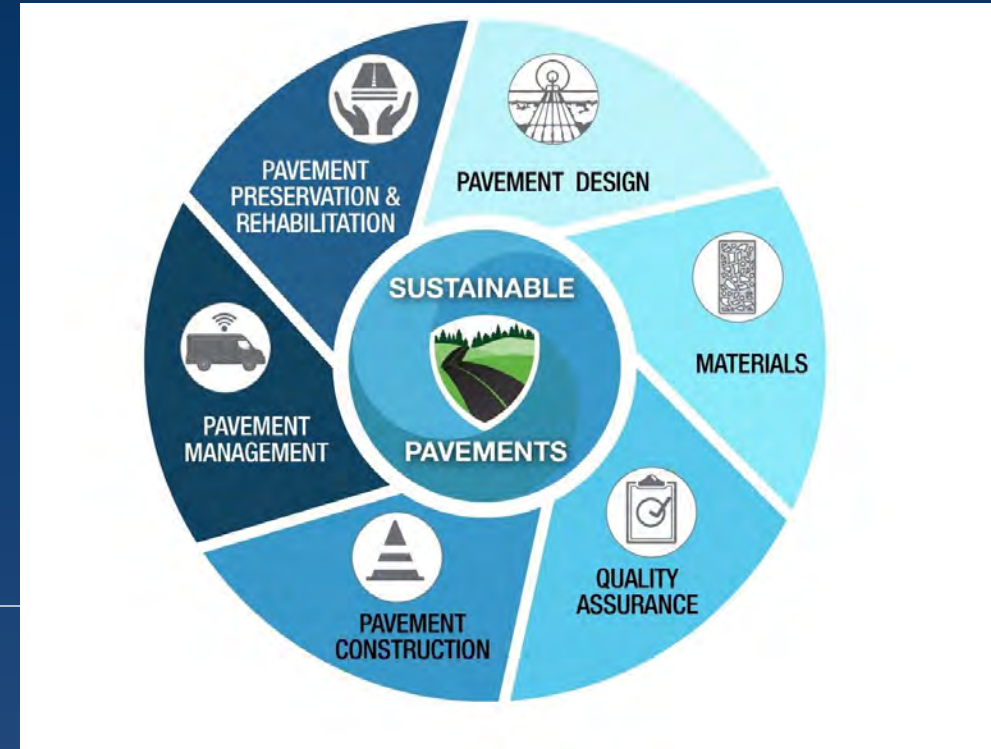 PAVEMENT
PRESERVATION &
REHABILITATION
PAVEMENT DESIGN
SUSTAINABLE
PAVEMENTS
MATERIALS
PAVEMENT
MANAGEMENT
QUALITY
ASSURANCE
PAVEMENT
CONSTRUCTION